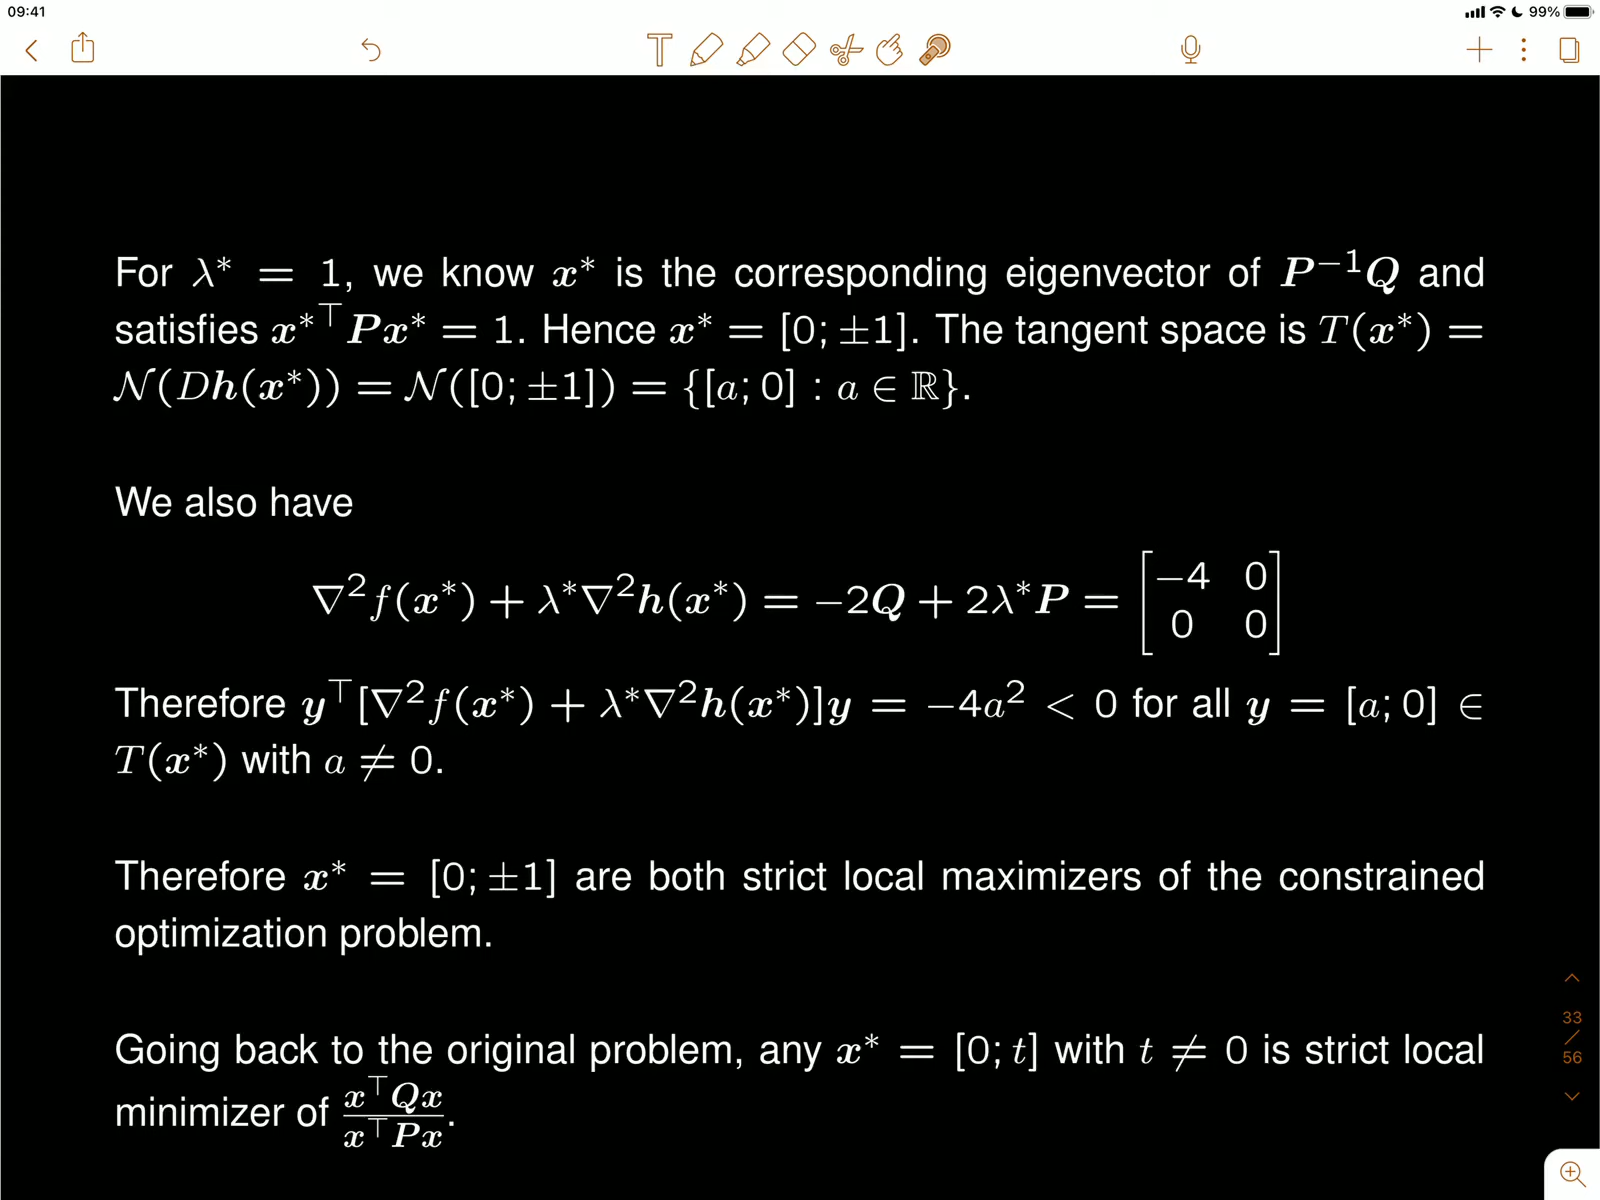 09:41
99%
T
For λ* = 1, we know x* is the corresponding eigenvector of P⁻¹Q and
satisfies x*⊤Px* = 1. Hence x* = [0; ±1]. The tangent space is T(x*) =
𝒩(Dh(x*)) = 𝒩([0; ±1]) = {[a; 0] : a ∈ ℝ}.
We also have
∇²f(x*) + λ*∇²h(x*) = −2Q + 2λ*P = [−4 0; 0 0]
Therefore y⊤[∇²f(x*) + λ*∇²h(x*)]y = −4a² < 0 for all y = [a; 0] ∈
T(x*) with a ≠ 0.
Therefore x* = [0; ±1] are both strict local maximizers of the constrained
optimization problem.
Going back to the original problem, any x* = [0; t] with t ≠ 0 is strict local
minimizer of x⊤Qx / x⊤Px.
33
/
56